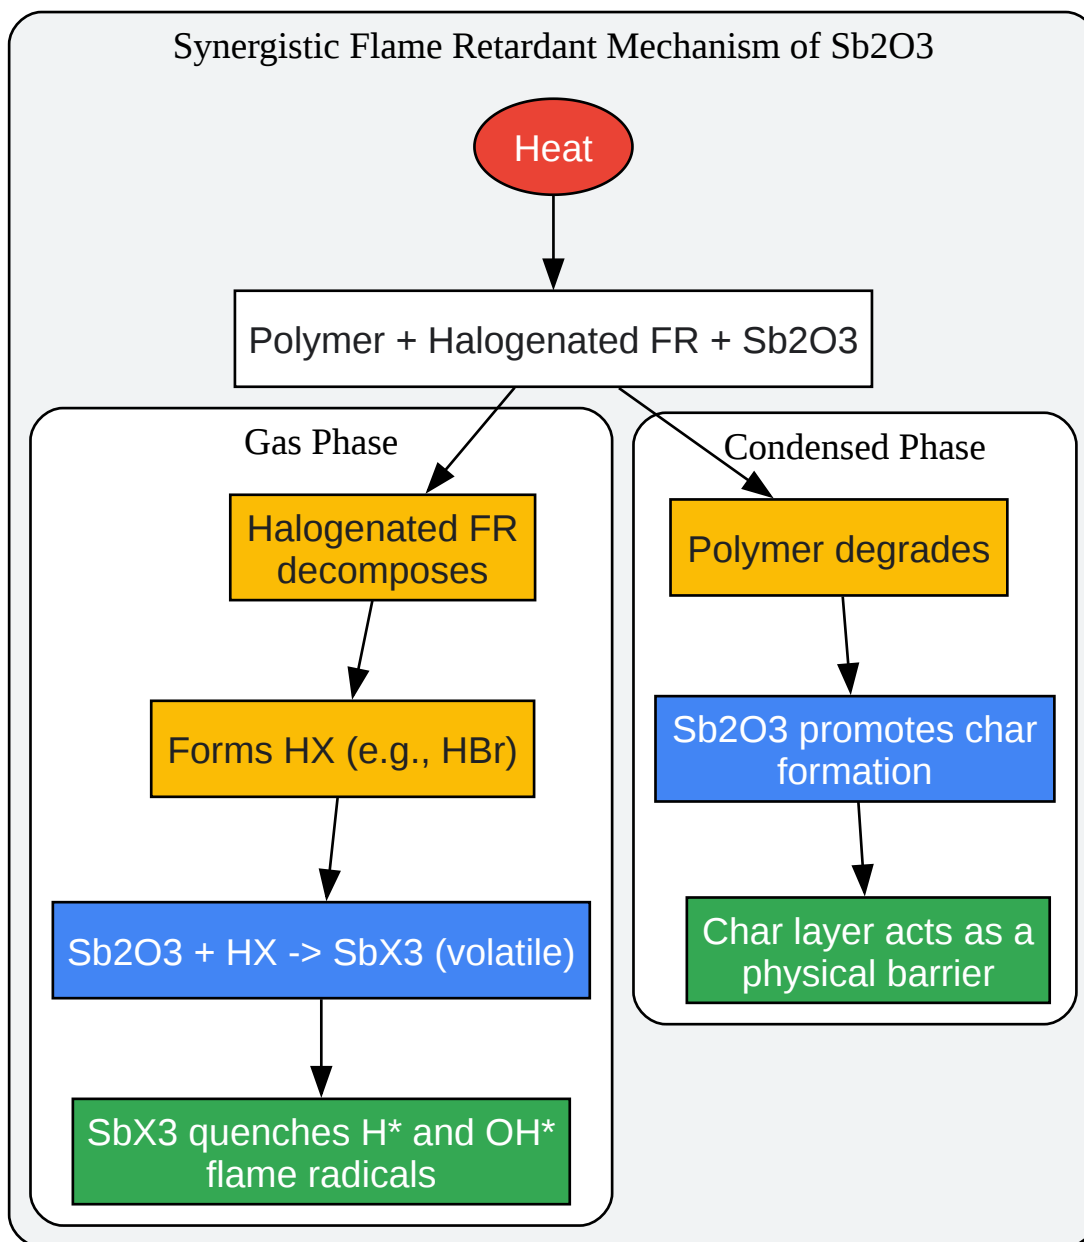 Synergistic Flame Retardant Mechanism of Sb2O3
Heat
Polymer + Halogenated FR + Sb2O3
Gas Phase
Halogenated FR
decomposes
Forms HX (e.g., HBr)
Sb2O3 + HX -> SbX3 (volatile)
SbX3 quenches H* and OH*
flame radicals
Condensed Phase
Polymer degrades
Sb2O3 promotes char
formation
Char layer acts as a
physical barrier